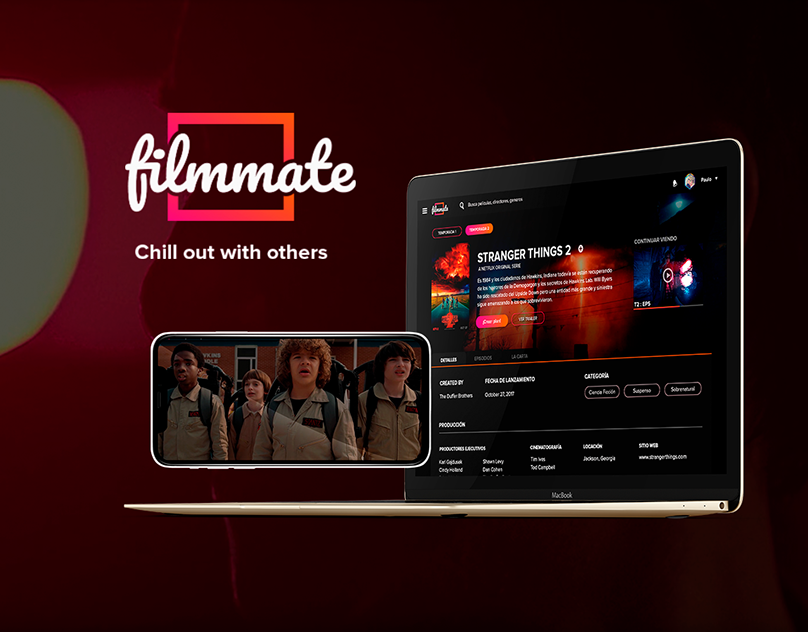 filmmate
Chill out with others
filmmate
Busca películas, directores, generos
Paulo
TEMPORADA 1
TEMPORADA 2
STRANGER THINGS 2
A NETFLIX ORIGINAL SERIE
Es 1984 y los ciudadanos de Hawkins, Indiana todavía se están recuperando
de los horrores de la Demogorgon y los secretos de Hawkins Lab. Will Byers
ha sido rescatado del Upside Down pero una entidad más grande y siniestra
sigue amenazando a los que sobrevivieron.
¡Crear plan!
VER TRAILER
CONTINUAR VIENDO
T2 : EP5
DETALLES
EPISODIOS
LA CARTA
CREATED BY
The Duffer Brothers
FECHA DE LANZAMIENTO
October 27, 2017
CATEGORÍA
Ciencia Ficción
Suspenso
Sobrenatural
PRODUCCIÓN
PRODUCTORES EJECUTIVOS
Karl Gajdusek
Cindy Holland
Shawn Levy
Dan Cohen
CINEMATOGRAFÍA
Tim Ives
Tod Campbell
LOCACIÓN
Jackson, Georgia
SITIO WEB
www.strangerthings.com
MacBook